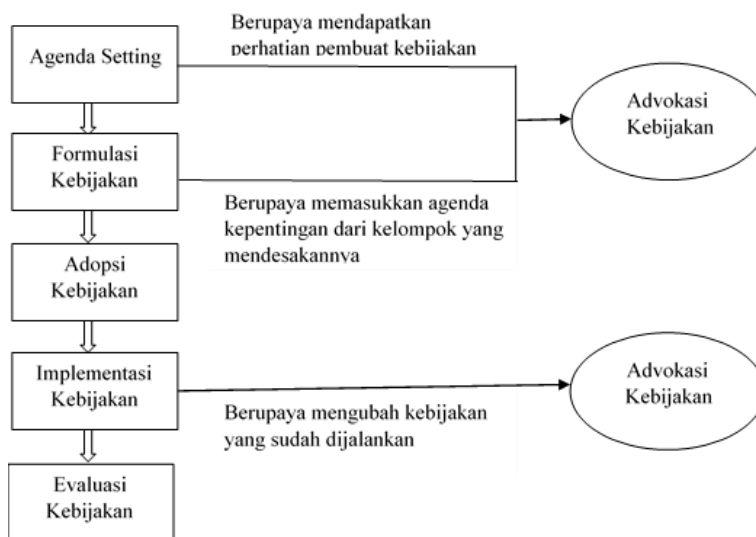 Berupaya mendapatkan
perhatian pembuat kebijakan
Agenda Setting
Advokasi
Kebijakan
Formulasi
Kebijakan
Berupaya memasukkan agenda
kepentingan dari kelompok yang
mendesakannya
Adopsi
Kebijakan
Implementasi
Kebijakan
Advokasi
Kebijakan
Berupaya mengubah kebijakan
yang sudah dijalankan
Evaluasi
Kebijakan